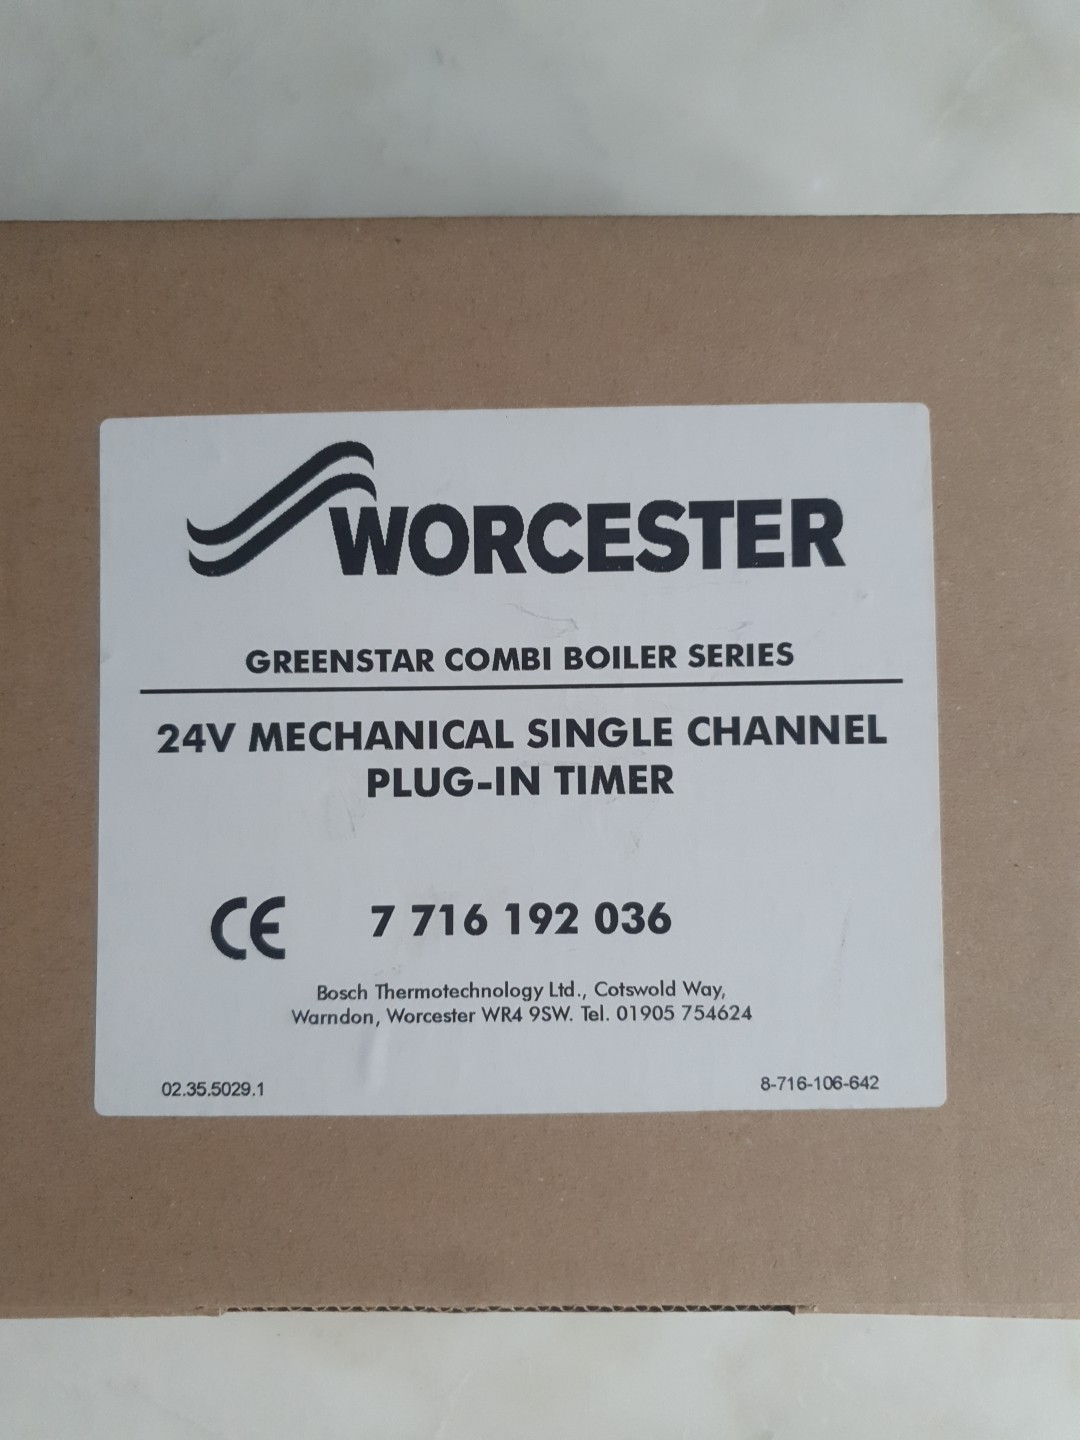 WORCESTER
GREENSTAR COMBI BOILER SERIES
24V MECHANICAL SINGLE CHANNEL
PLUG-IN TIMER
CE 7 716 192 036
Bosch Thermotechnology Ltd., Cotswold Way,
Warndon, Worcester WR4 9SW. Tel. 01905 754624
02.35.5029.1 8-716-106-642